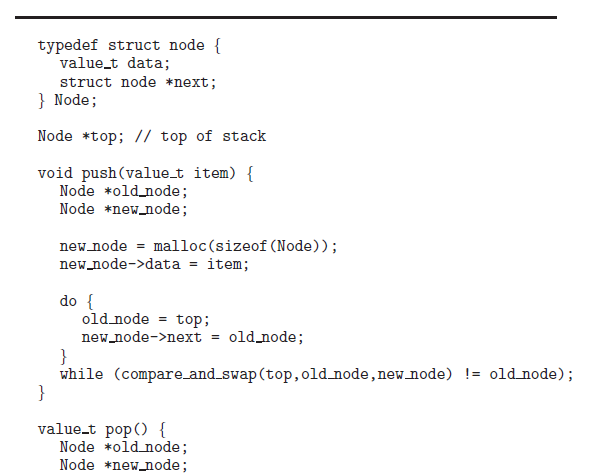 typedef struct node {
value_t data;
struct node *next;
} Node;
Node *top; // top of stack
void push(value_t item) {
Node *old_node;
Node *new_node;
new_node = malloc(sizeof(Node));
new_node->data = item;
do {
old_node = top;
new_node->next = old_node;
}
while (compare_and_swap(top,old_node,new_node) != old_node);
}
value_t pop() {
Node *old_node;
Node *new_node;